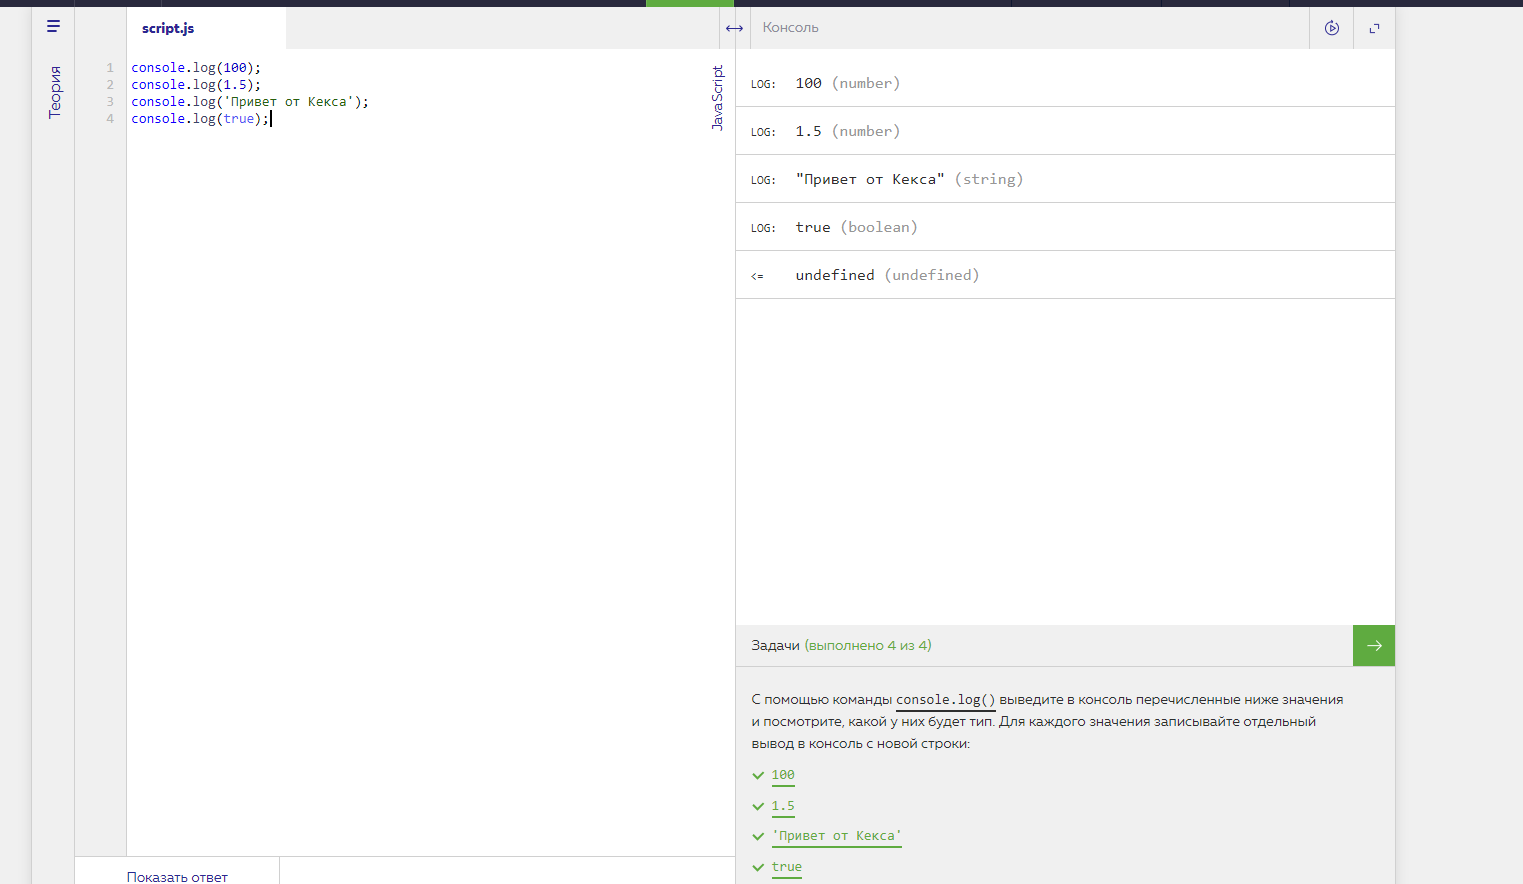 Теория
script.js
1 console.log(100);
2 console.log(1.5);
3 console.log('Привет от Кекса');
4 console.log(true);
JavaScript
Показать ответ
Консоль
LOG: 100 (number)
LOG: 1.5 (number)
LOG: "Привет от Кекса" (string)
LOG: true (boolean)
<= undefined (undefined)
Задачи (выполнено 4 из 4)
С помощью команды console.log() выведите в консоль перечисленные ниже значения
и посмотрите, какой у них будет тип. Для каждого значения записывайте отдельный
вывод в консоль с новой строки:
100
1.5
'Привет от Кекса'
true